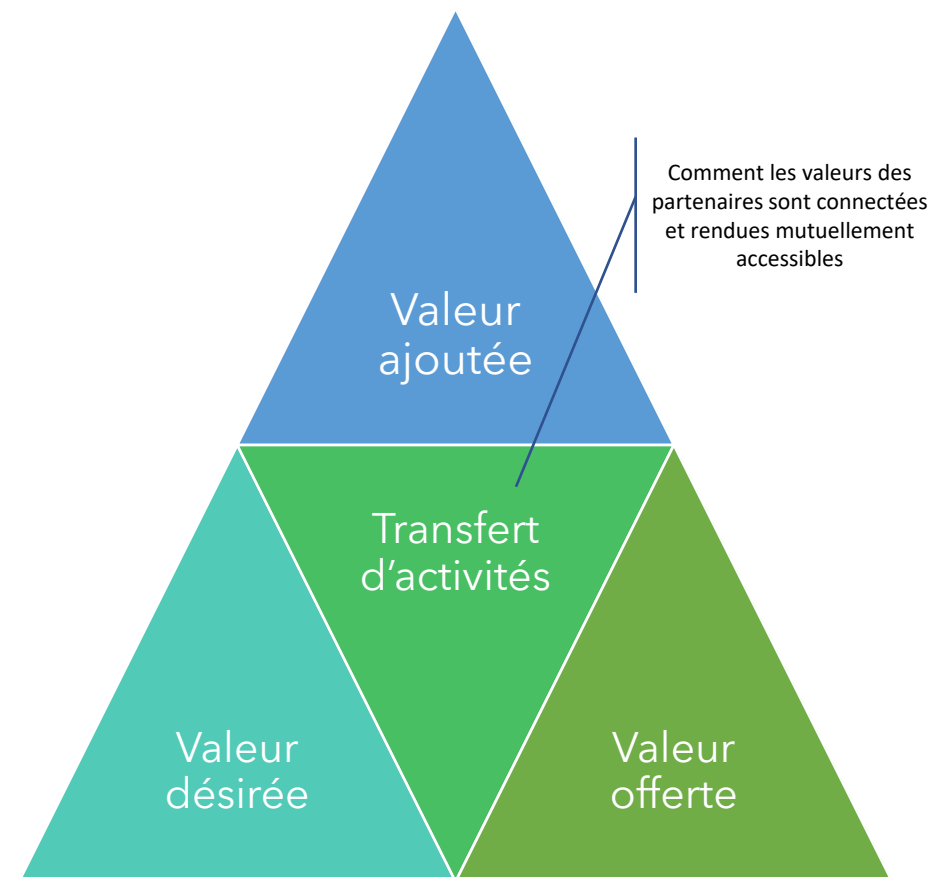 Comment les valeurs des
partenaires sont connectées
et rendues mutuellement
accessibles
Valeur
ajoutée
Transfert
d'activités
Valeur
désirée
Valeur
offerte